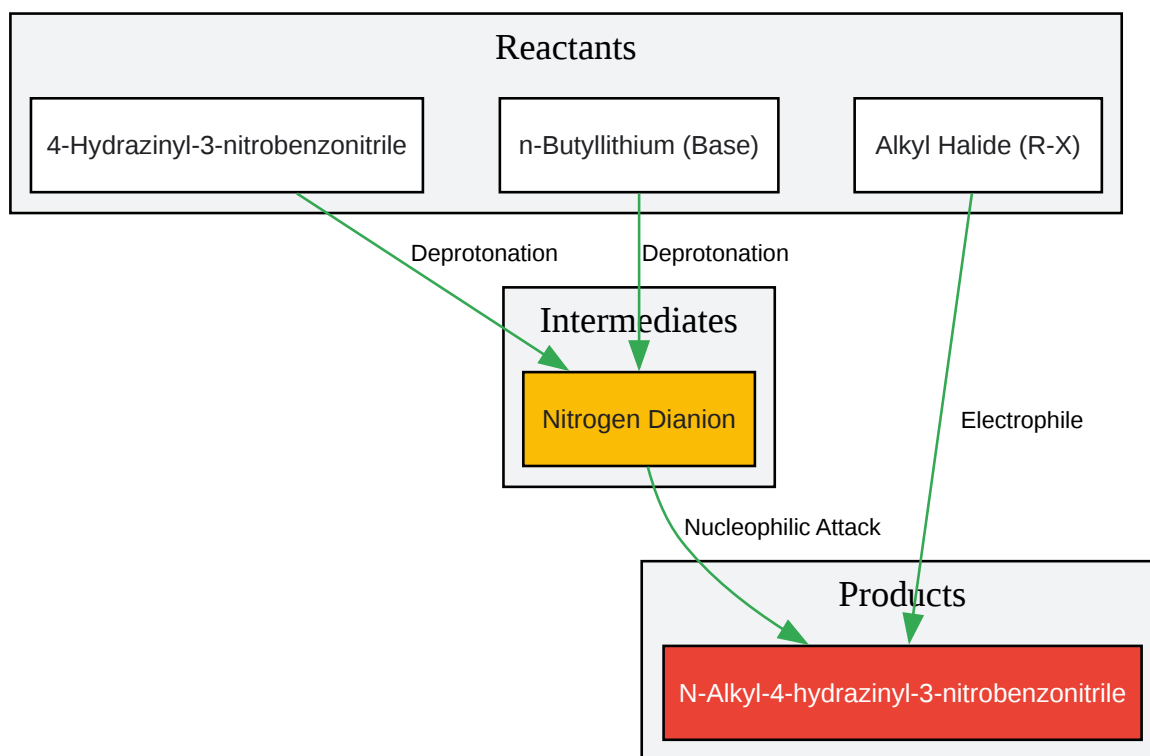 Reactants
4-Hydrazinyl-3-nitrobenzonitrile
n-Butyllithium (Base)
Alkyl Halide (R-X)
Deprotonation
Deprotonation
Intermediates
Nitrogen Dianion
Electrophile
Nucleophilic Attack
Products
N-Alkyl-4-hydrazinyl-3-nitrobenzonitrile